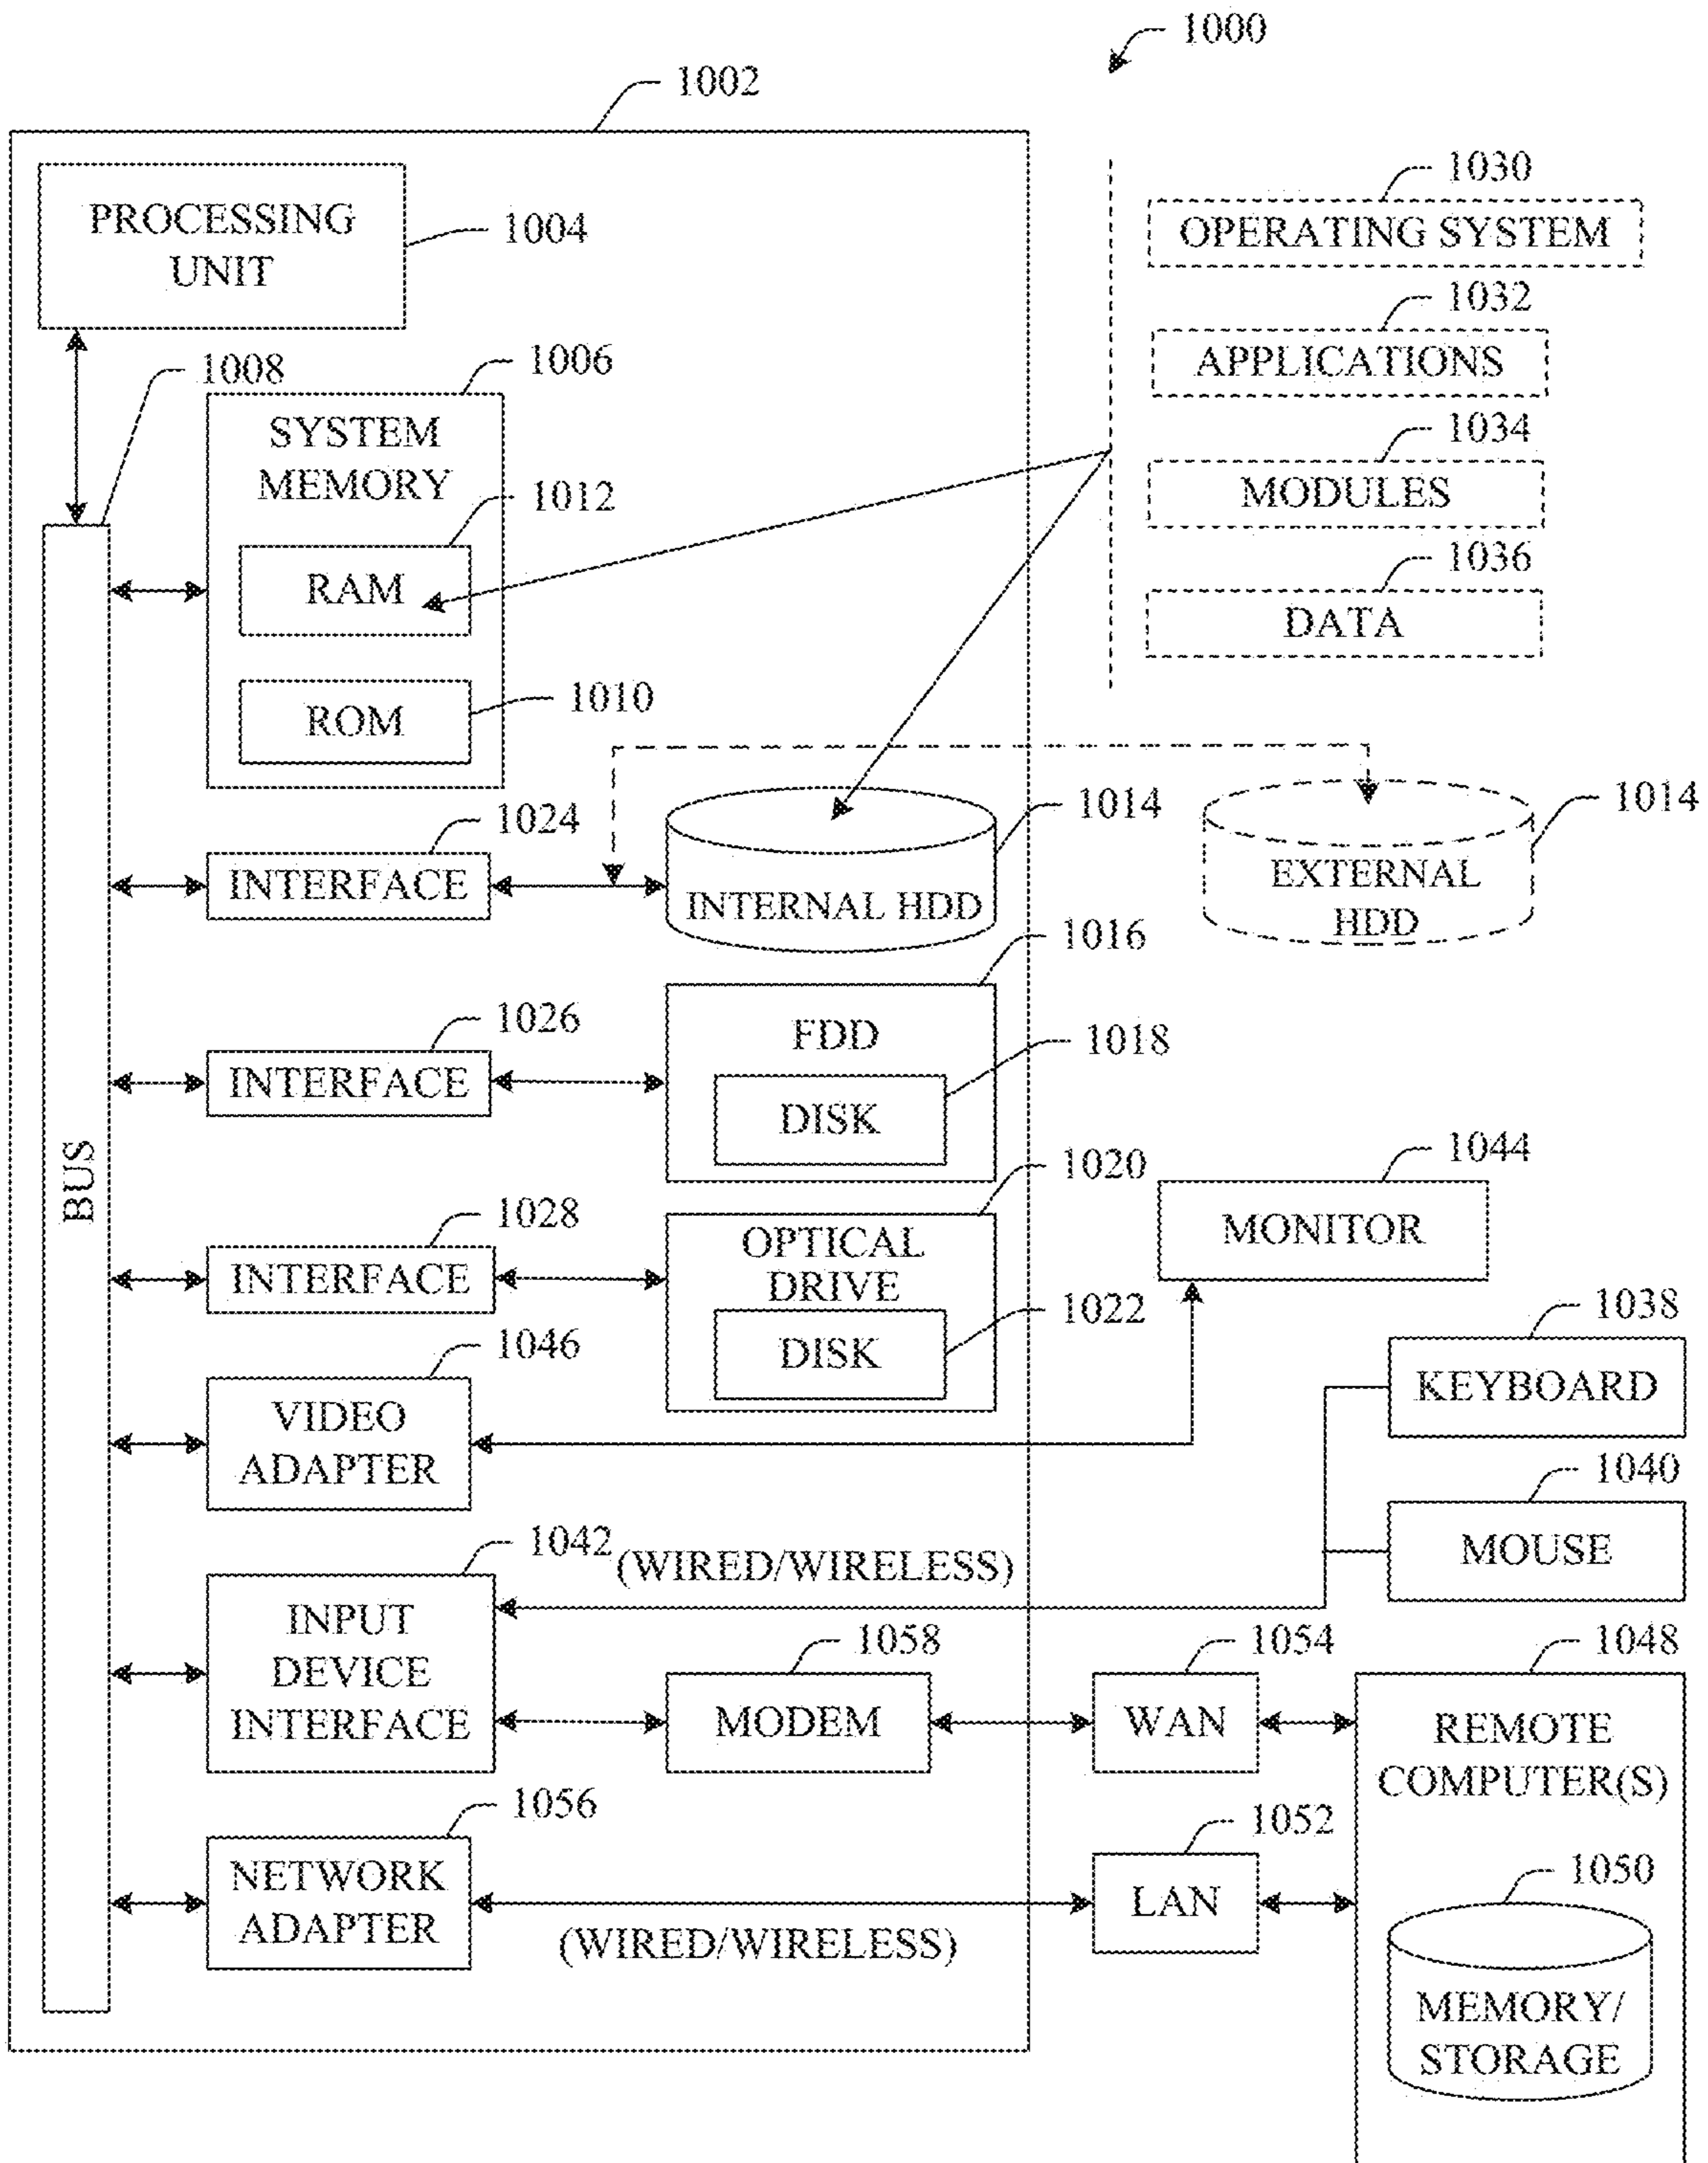 1000
1002
PROCESSING
UNIT
1004
1030
OPERATING SYSTEM
1032
APPLICATIONS
1034
MODULES
1036
DATA
1008
1006
SYSTEM
MEMORY
1012
RAM
1010
ROM
BUS
1024
INTERFACE
1014
INTERNAL HDD
1014
EXTERNAL
HDD
1026
INTERFACE
1016
FDD
1018
DISK
1028
INTERFACE
1020
OPTICAL
DRIVE
1022
DISK
1044
MONITOR
1046
VIDEO
ADAPTER
1038
KEYBOARD
1040
MOUSE
1042
(WIRED/WIRELESS)
INPUT
DEVICE
INTERFACE
1058
MODEM
1054
WAN
1048
REMOTE
COMPUTER(S)
1056
NETWORK
ADAPTER
(WIRED/WIRELESS)
1052
LAN
1050
MEMORY/
STORAGE